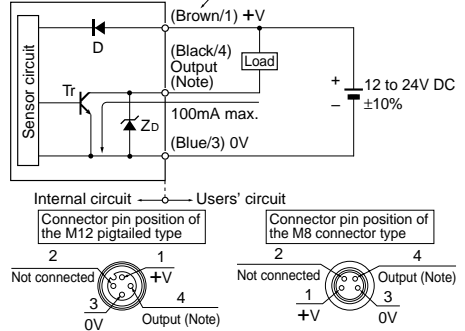 (Brown/1) +V
D
(Black/4)
Output
(Note)
Load
Sensor circuit
Tr
ZD
100mA max.
+
–
12 to 24V DC
±10%
(Blue/3) 0V
Internal circuit
Users' circuit
Connector pin position of
the M12 pigtailed type
2
1
Not connected
+V
3
4
0V
Output (Note)
Connector pin position of
the M8 connector type
2
4
Not connected
Output (Note)
1
3
+V
0V